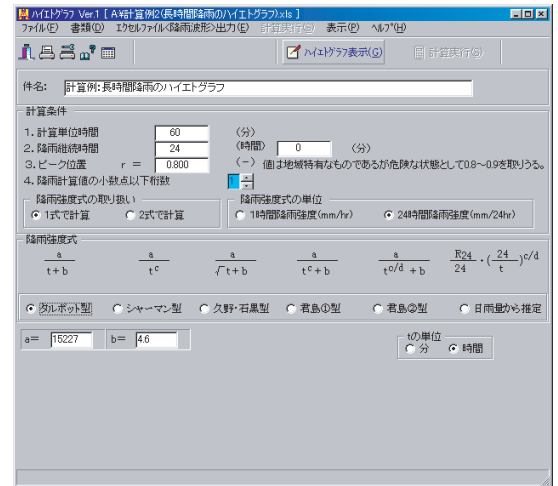 ハイエトグラフ Ver.1 [ A:¥計算例2(長時間降雨のハイエトグラフ).xls ]
ファイル(F) 書類(D) エクセルファイル<降雨波形>出力(E) 計算実行(G) 表示(P) ヘルプ(H)
ハイエトグラフ表示(G) 計算実行(G)
件名: 計算例:長時間降雨のハイエトグラフ
計算条件
1. 計算単位時間 60 (分)
2. 降雨継続時間 24 (時間) 0 (分)
3. ピーク位置 r = 0.800 (-) 値は地域特有なものであるが危険な状態として0.8~0.9を取りうる。
4. 降雨計算値の小数点以下桁数 1
降雨強度式の取り扱い 降雨強度式の単位
1式で計算 2式で計算 1時間降雨強度(mm/hr) 24時間降雨強度(mm/24hr)
降雨強度式
a a a a a R24 24
t+b t^c √t+b t^c+b t^c/d +b 24 ・( t )^c/d
タルボット型 シャーマン型 久野・石黒型 君島①型 君島②型 日雨量から推定
a= 15227 b= 4.6 tの単位
分 時間